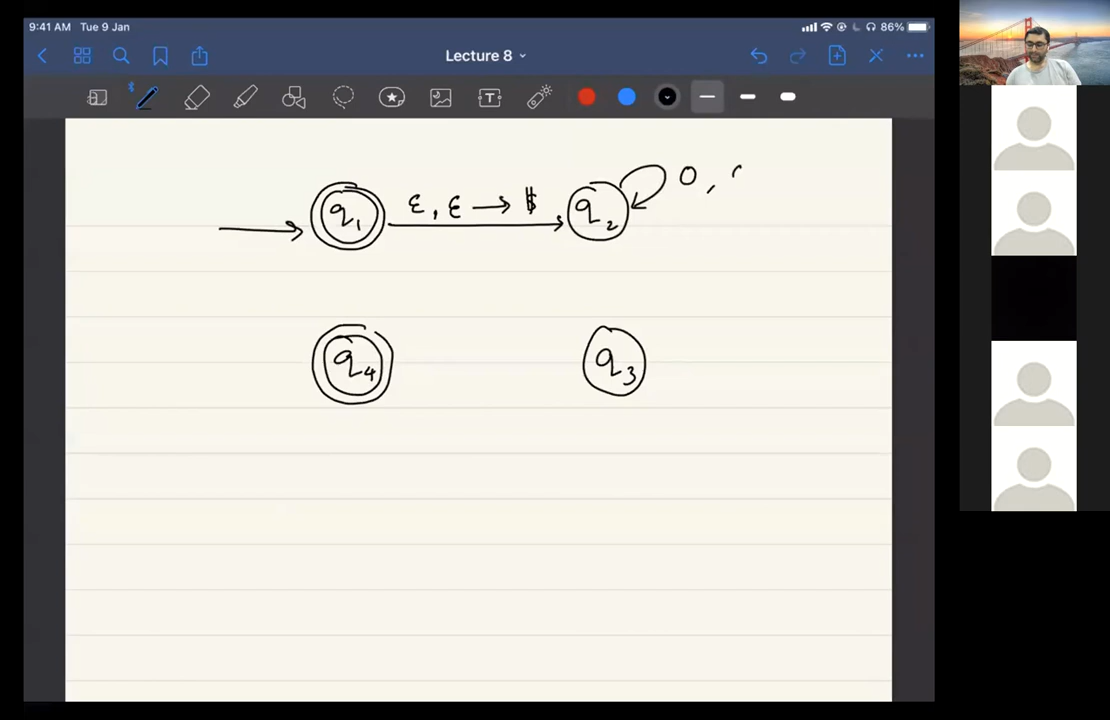 9:41 AM Tue 9 Jan 86%
Lecture 8
T
q1 ε, ε → $ q2 0,
q4 q3